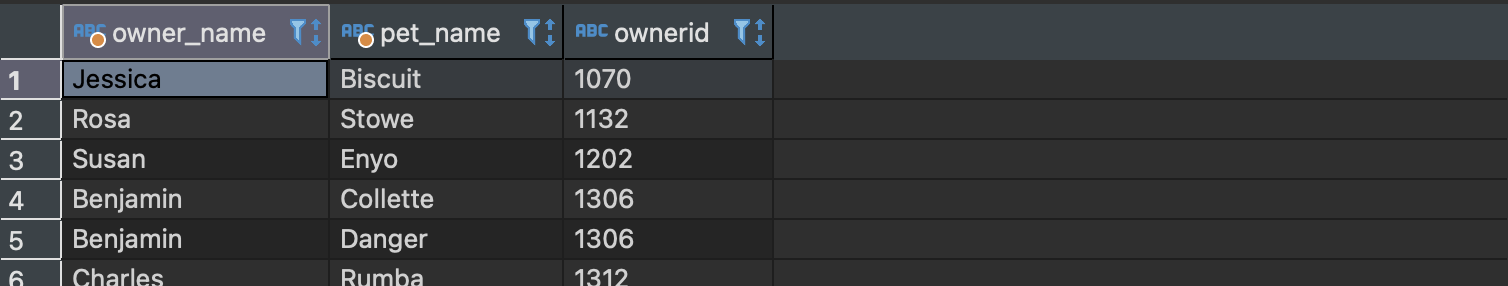 ABC owner_name ABC pet_name ABC ownerid
1 Jessica Biscuit 1070
2 Rosa Stowe 1132
3 Susan Enyo 1202
4 Benjamin Collette 1306
5 Benjamin Danger 1306
6 Charles Rumba 1312